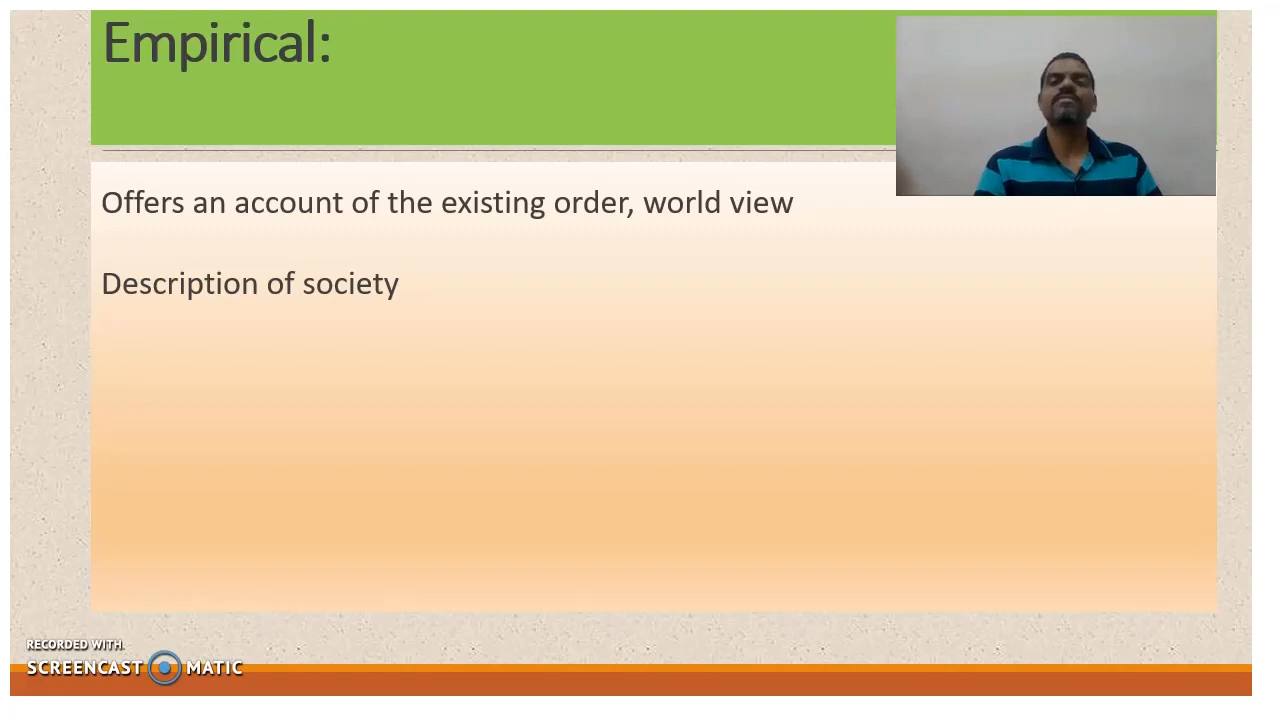 Empirical:
Offers an account of the existing order, world view
Description of society
RECORDED WITH
SCREENCAST MATIC